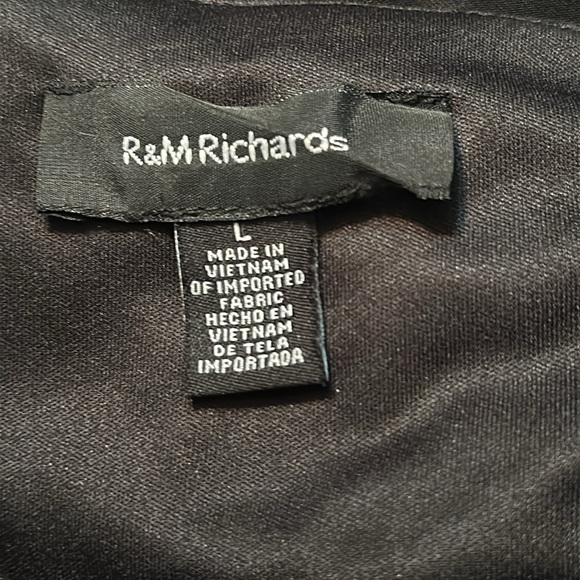 R&M Richards
L
MADE IN
VIETNAM
OF IMPORTED
FABRIC
HECHO EN
VIETNAM
DE TELA
IMPORTADA